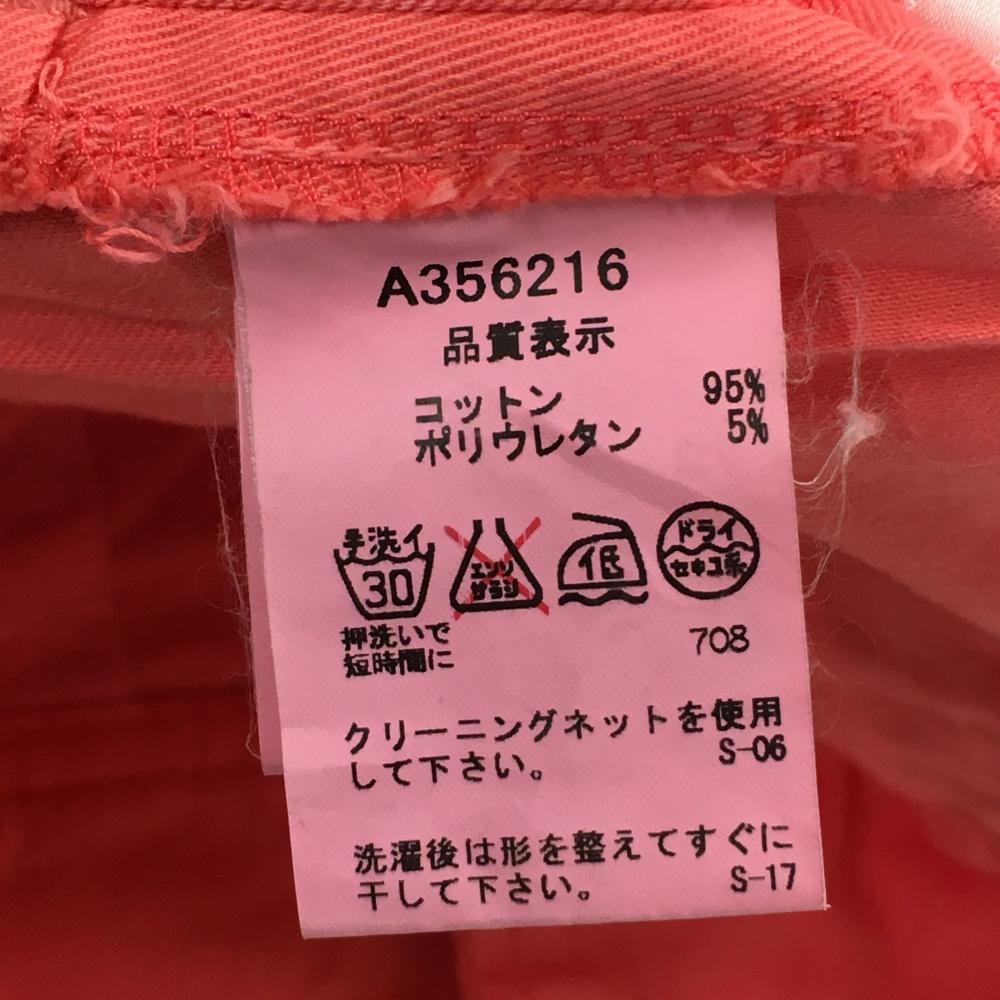 A356216
品質表示
コットン 95%
ポリウレタン 5%
手洗イ
30
エンソ
サラシ
低
ドライ
セキユ系
押洗いで
短時間に
708
クリーニングネットを使用
して下さい。
S-06
洗濯後は形を整えてすぐに
干して下さい。
S-17